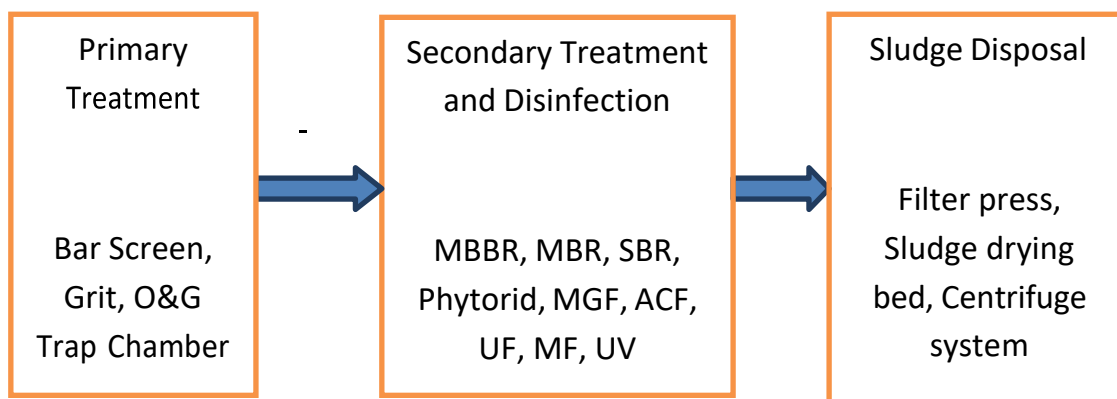 Primary
Treatment
Bar Screen,
Grit, O&G
Trap Chamber
-
Secondary Treatment
and Disinfection
MBBR, MBR, SBR,
Phytorid, MGF, ACF,
UF, MF, UV
Sludge Disposal
Filter press,
Sludge drying
bed, Centrifuge
system